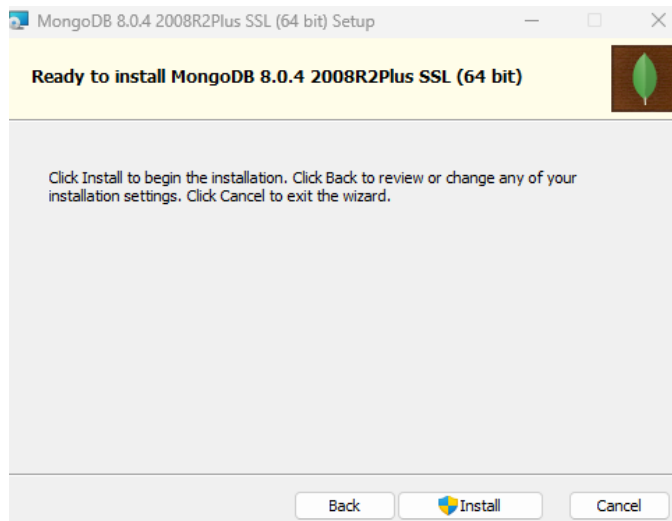 MongoDB 8.0.4 2008R2Plus SSL (64 bit) Setup
Ready to install MongoDB 8.0.4 2008R2Plus SSL (64 bit)
Click Install to begin the installation. Click Back to review or change any of your
installation settings. Click Cancel to exit the wizard.
Back Install Cancel